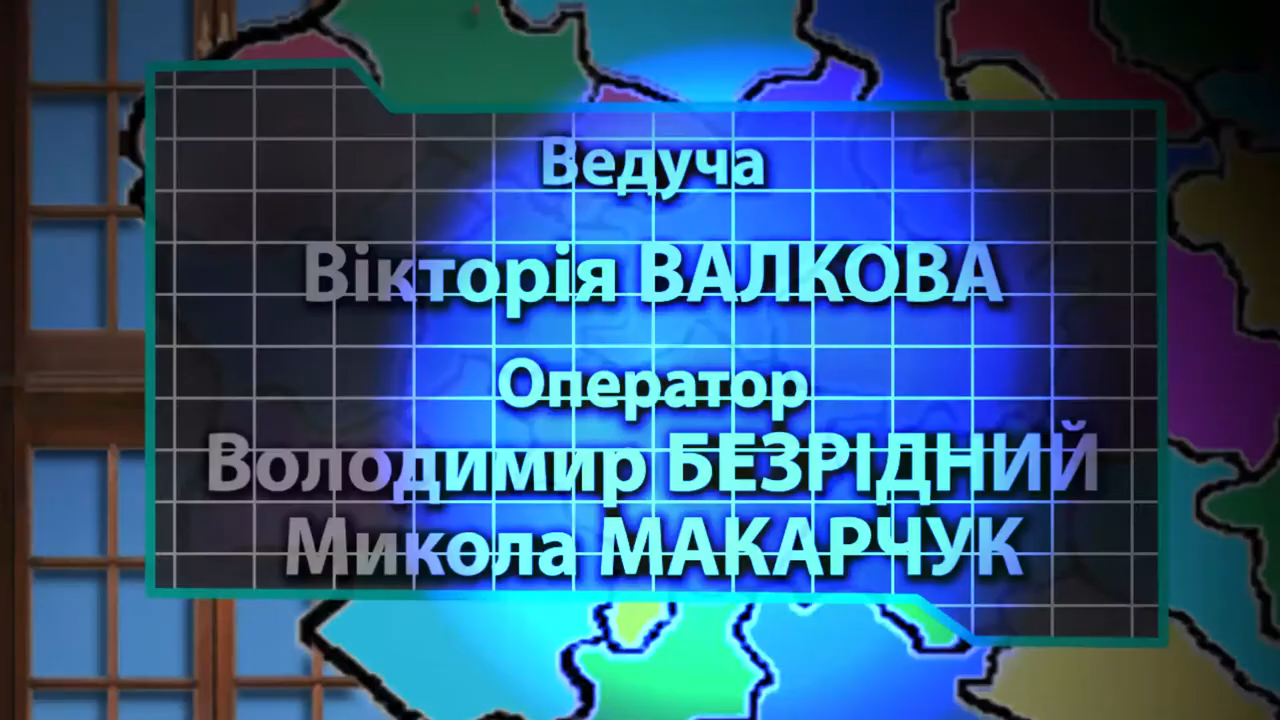 Ведуча
Вікторія ВАЛКОВА
Оператор
Володимир БЕЗРІДНИЙ
Микола МАКАРЧУК